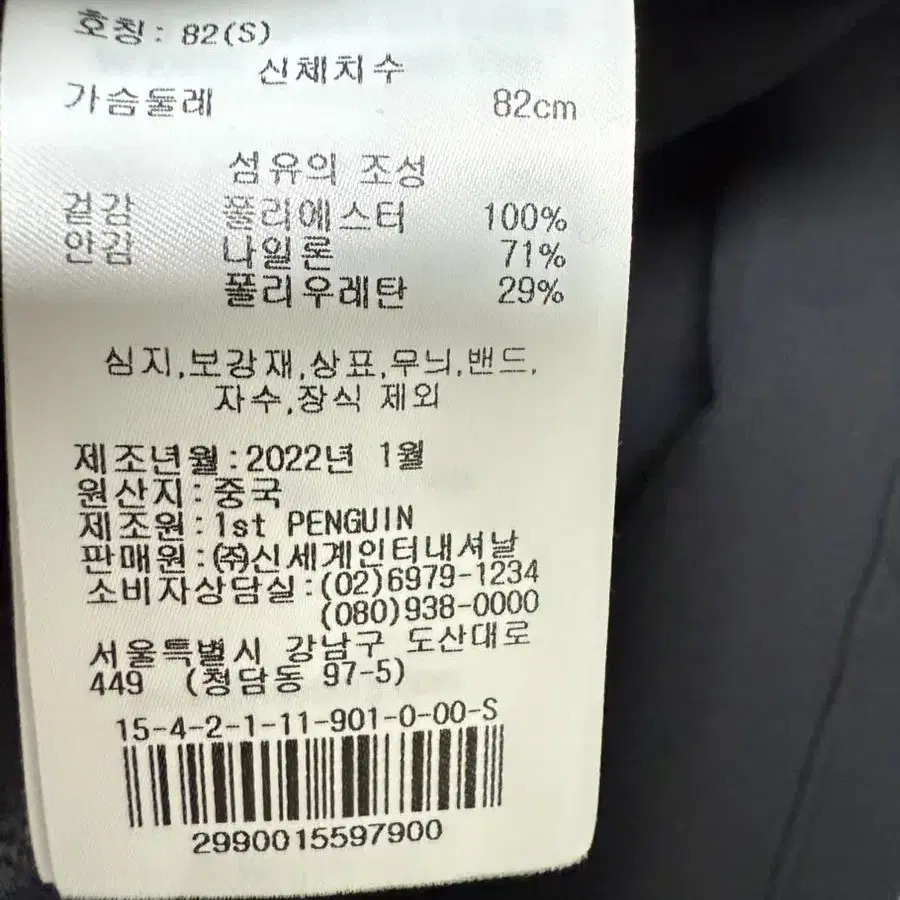 호칭: 82(S)
신체치수
가슴둘레 82cm
섬유의 조성
겉감 폴리에스터 100%
안김 나일론 71%
폴리우레탄 29%
심지,보강재,상표,무늬,밴드,
자수,장식 제외
제조년월:2022년 1월
원산지:중국
제조원:1st PENGUIN
판매원:㈜신세계인터내셔날
소비자상담실:(02)6979-1234
(080)938-0000
서울특별시 강남구 도산대로
449 (청담동 97-5)
15-4-2-1-11-901-0-00-S
2990015597900